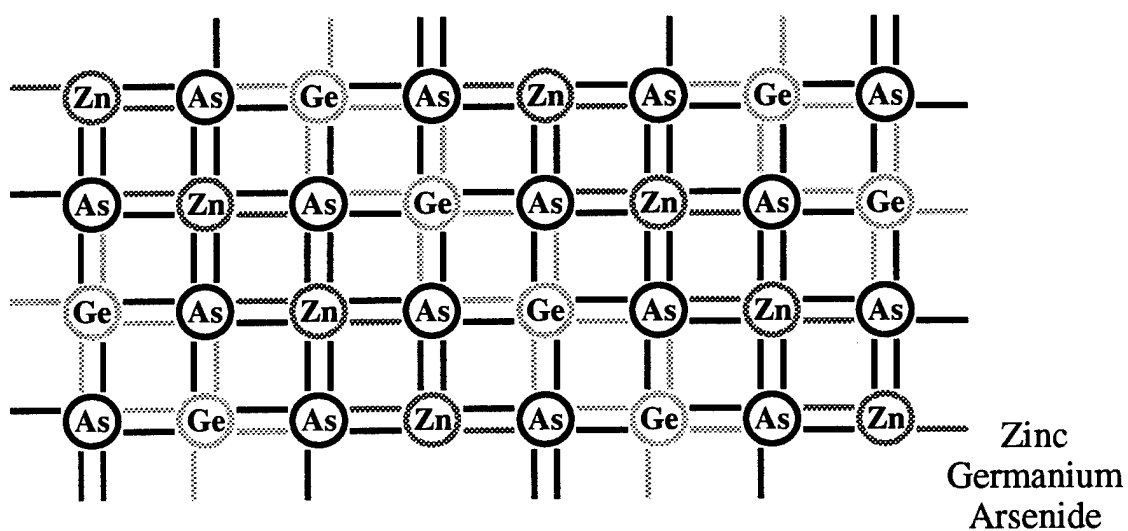 Zn As Ge As Zn As Ge As
As Zn As Ge As Zn As Ge
Ge As Zn As Ge As Zn As
As Ge As Zn As Ge As Zn
Zinc
Germanium
Arsenide